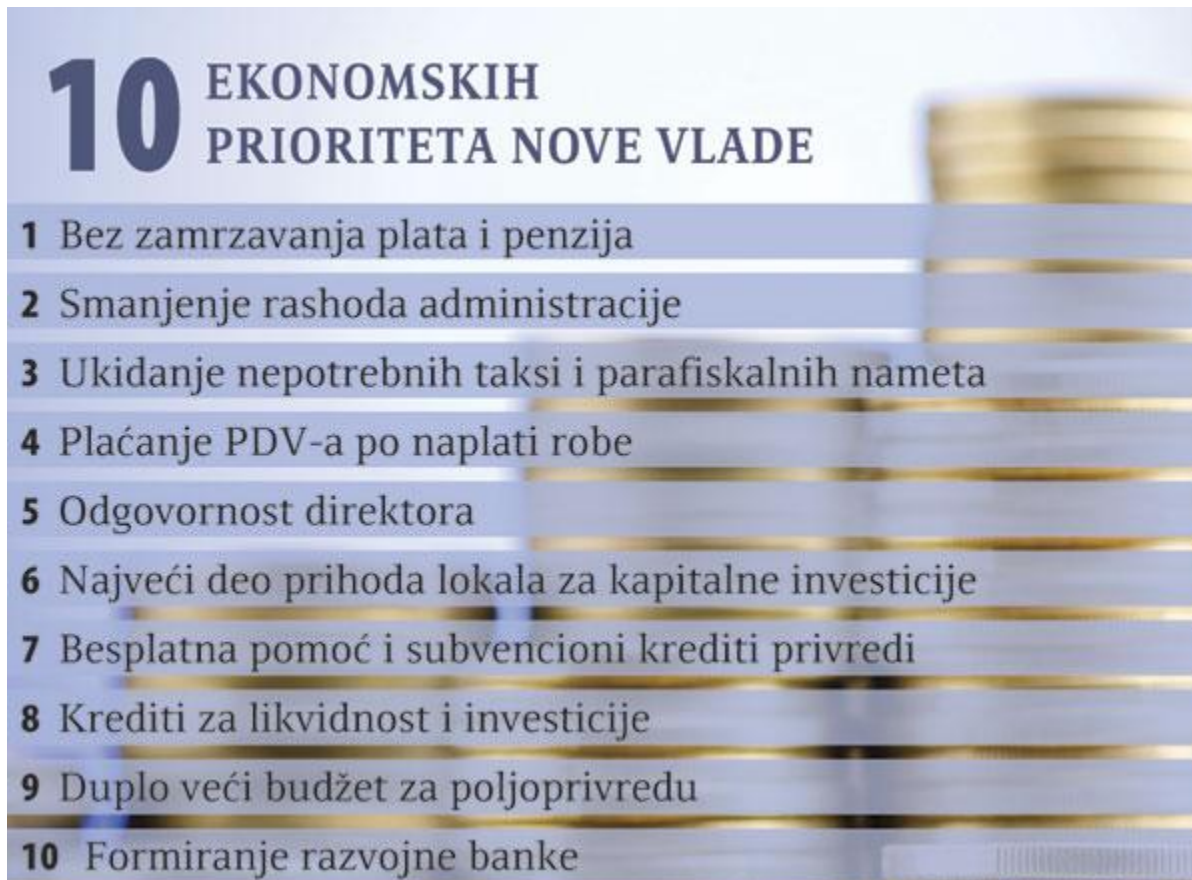 10 EKONOMSKIH
PRIORITETA NOVE VLADE
1 Bez zamrzavanja plata i penzija
2 Smanjenje rashoda administracije
3 Ukidanje nepotrebnih taksi i parafiskalnih nameta
4 Plaćanje PDV-a po naplati robe
5 Odgovornost direktora
6 Najveći deo prihoda lokala za kapitalne investicije
7 Besplatna pomoć i subvencioni krediti privredi
8 Krediti za likvidnost i investicije
9 Duplo veći budžet za poljoprivredu
10 Formiranje razvojne banke